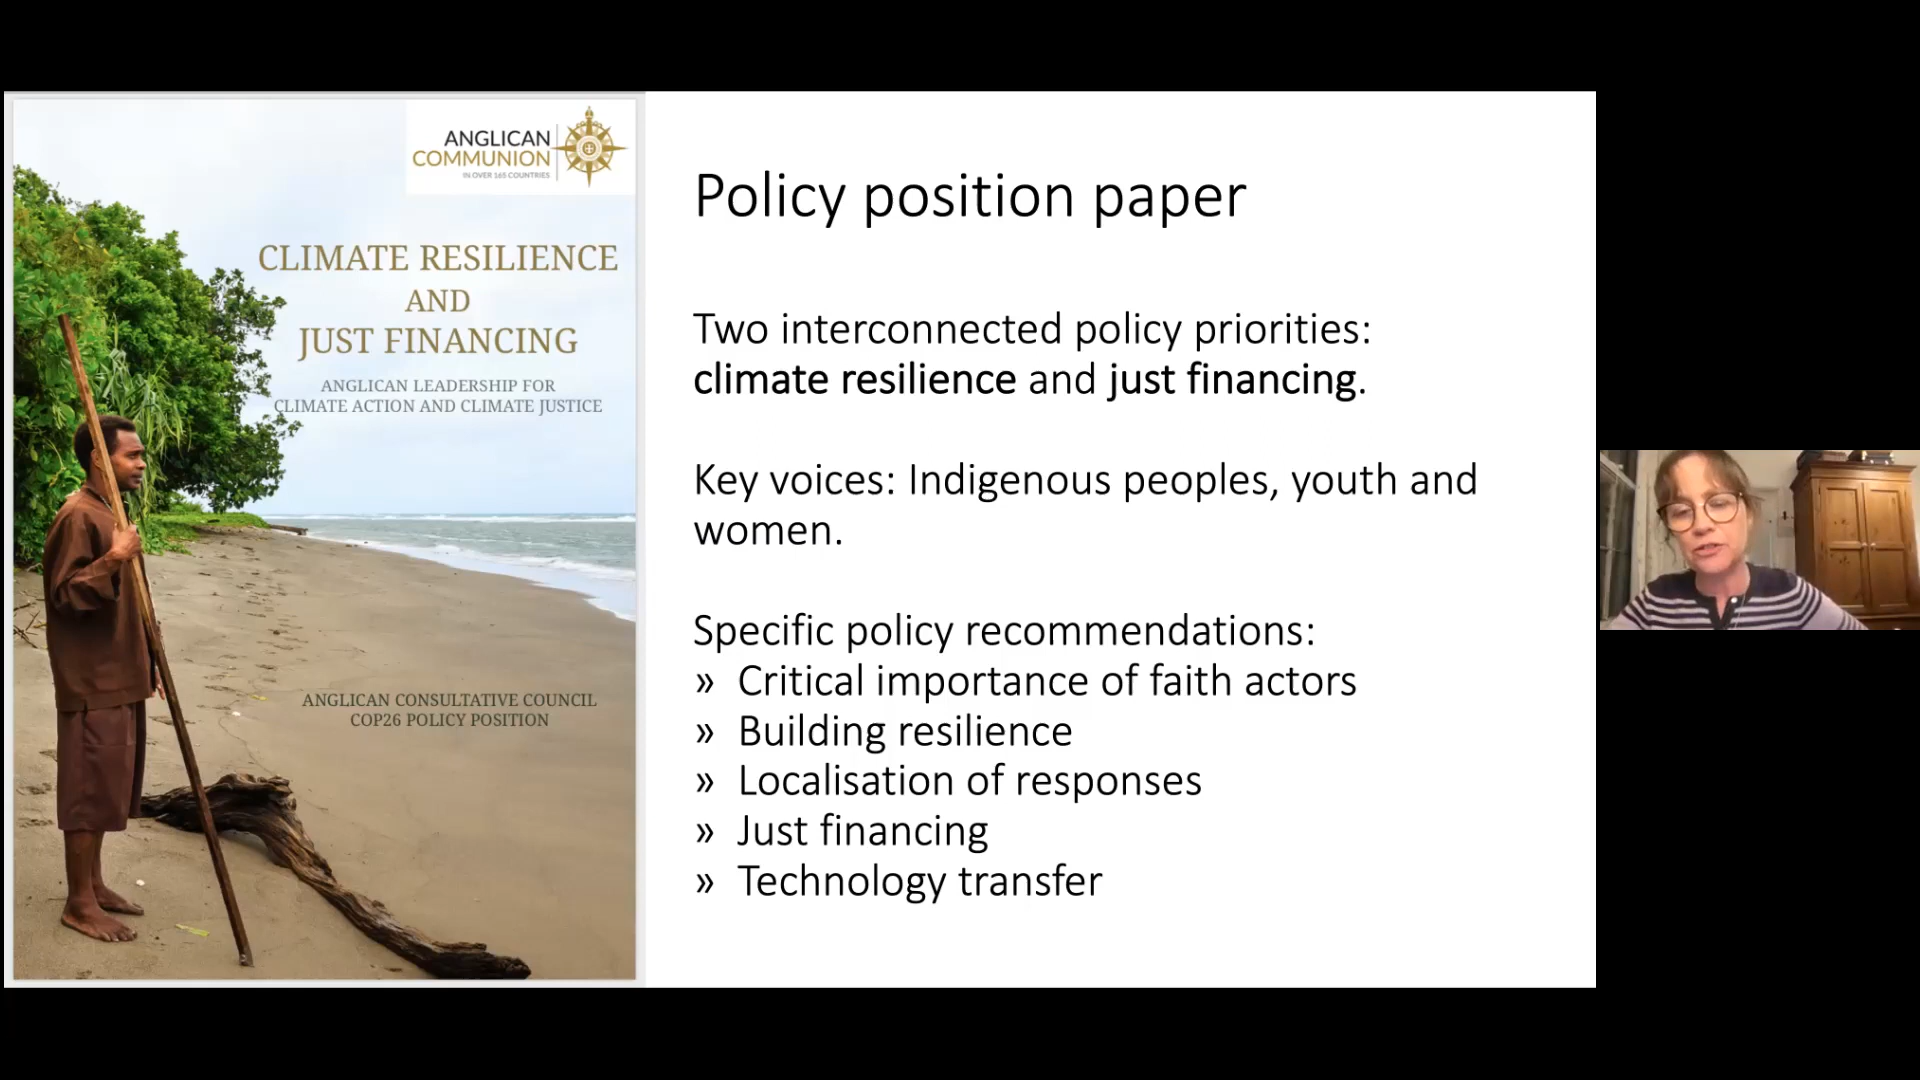 ANGLICAN
COMMUNION
IN OVER 165 COUNTRIES
CLIMATE RESILIENCE
AND
JUST FINANCING
ANGLICAN LEADERSHIP FOR
CLIMATE ACTION AND CLIMATE JUSTICE
ANGLICAN CONSULTATIVE COUNCIL
COP26 POLICY POSITION
Policy position paper
Two interconnected policy priorities:
climate resilience and just financing.
Key voices: Indigenous peoples, youth and
women.
Specific policy recommendations:
» Critical importance of faith actors
» Building resilience
» Localisation of responses
» Just financing
» Technology transfer